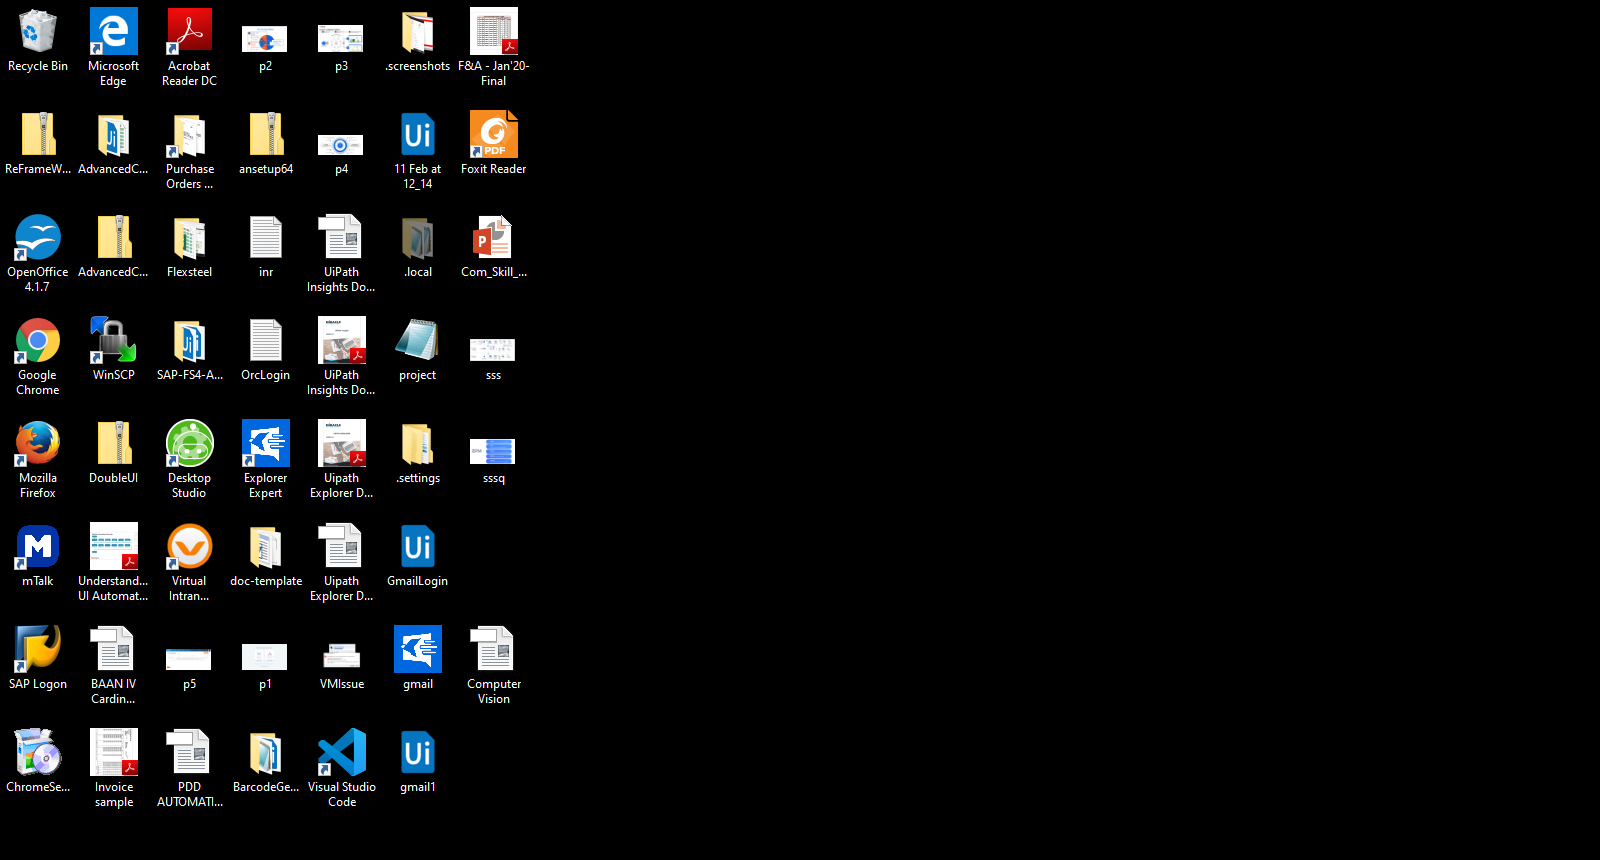 Recycle Bin
Microsoft
Edge
Acrobat
Reader DC
p2
p3
.screenshots
F&A - Jan'20-
Final
ReFrameW...
AdvancedC...
Purchase
Orders ...
ansetup64
p4
Ui
11 Feb at
12_14
PDF
Foxit Reader
OpenOffice
4.1.7
AdvancedC...
Flexsteel
inr
UiPath
Insights Do...
.local
P
Com_Skill_...
Google
Chrome
WinSCP
SAP-FS4-A...
OrcLogin
UiPath
Insights Do...
project
sss
Mozilla
Firefox
DoubleUI
Desktop
Studio
Explorer
Expert
Uipath
Explorer D...
.settings
sssq
M
mTalk
Understand...
UI Automat...
Virtual
Intran...
doc-template
Uipath
Explorer D...
Ui
GmailLogin
SAP Logon
BAAN IV
Cardin...
p5
p1
VMIssue
gmail
Computer
Vision
ChromeSe...
Invoice
sample
PDD
AUTOMATI...
BarcodeGe...
Visual Studio
Code
Ui
gmail1